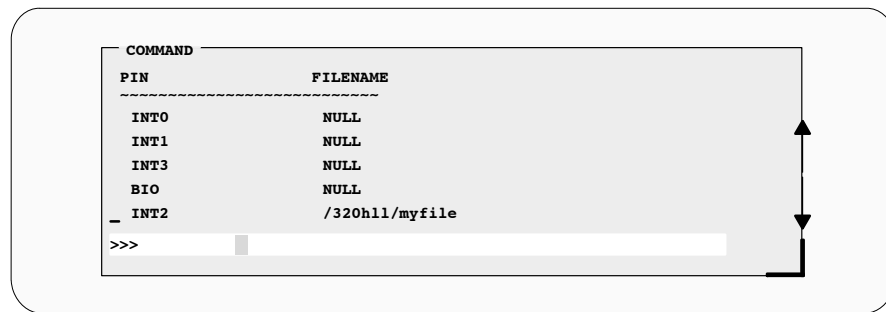 COMMAND
PIN FILENAME
~~~~~~~~~~~~~~~~~~~~~~~~~~~
INT0 NULL
INT1 NULL
INT3 NULL
BIO NULL
_ INT2 /320hll/myfile
>>>